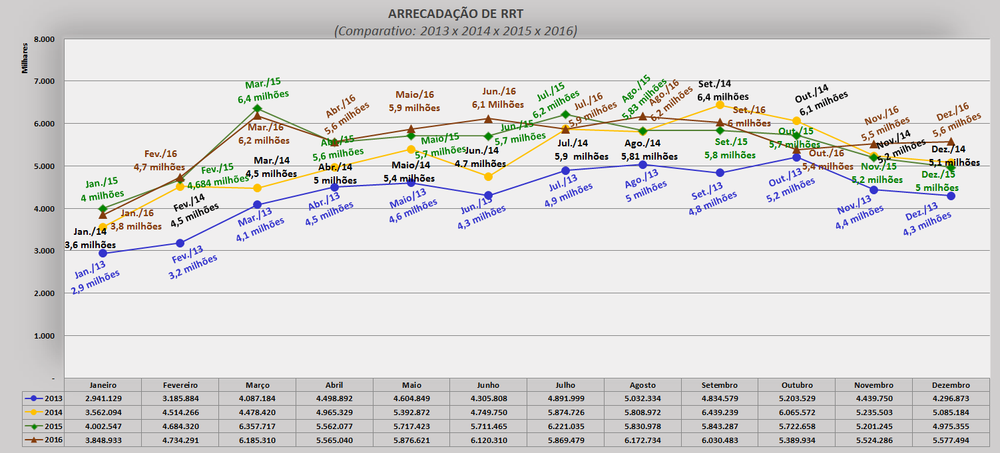 ARRECADAÇÃO DE RRT
(Comparativo: 2013 x 2014 x 2015 x 2016)
Milhares
8.000
7.000
6.000
5.000
4.000
3.000
2.000
1.000
-
Jan./15
4 milhões
Jan./16
3,8 milhões
Jan./14
3,6 milhões
Jan./13
2,9 milhões
Fev./16
4,7 milhões
Fev./15
4,684 milhões
Fev./14
4,5 milhões
Fev./13
3,2 milhões
Mar./15
6,4 milhões
Mar./16
6,2 milhões
Mar./14
4,5 milhões
Mar./13
4,1 milhões
Abr./16
5,6 milhões
Abr./15
5,6 milhões
Abr./14
5 milhões
Abr./13
4,5 milhões
Maio/16
5,9 milhões
Maio/15
5,7 milhões
Maio/14
5,4 milhões
Maio/13
4,6 milhões
Jun./16
6,1 Milhões
Jun./15
5,7 milhões
Jun./14
4.7 milhões
Jun./13
4,3 milhões
Jul./15
6,2 milhões
Jul./16
5,9 milhões
Jul./14
5,9 milhões
Jul./13
4,9 milhões
Ago./15
5,83 milhões
Ago./16
6,2 milhões
Ago./14
5,81 milhões
Ago./13
5 milhões
Set./14
6,4 milhões
Set./16
6 milhões
Set./15
5,8 milhões
Set./13
4,8 milhões
Out./14
6,1 milhões
Out./15
5,7 milhões
Out./16
5,4 milhões
Out./13
5,2 milhões
Nov./16
5,5 milhões
Nov./14
5,2 milhões
Nov./15
5,2 milhões
Nov./13
4,4 milhões
Dez./16
5,6 milhões
Dez./14
5,1 milhões
Dez./15
5 milhões
Dez./13
4,3 milhões
Janeiro Fevereiro Março Abril Maio Junho Julho Agosto Setembro Outubro Novembro Dezembro
2013 2.941.129 3.185.884 4.087.184 4.498.892 4.604.849 4.305.808 4.891.999 5.032.334 4.834.579 5.203.529 4.439.750 4.296.873
2014 3.562.094 4.514.266 4.478.420 4.965.329 5.392.872 4.749.750 5.874.726 5.808.972 6.439.239 6.065.572 5.235.503 5.085.184
2015 4.002.547 4.684.320 6.357.717 5.562.077 5.717.423 5.711.465 6.221.035 5.830.978 5.843.287 5.722.658 5.201.245 4.975.355
2016 3.848.933 4.734.291 6.185.310 5.565.040 5.876.621 6.120.310 5.869.479 6.172.734 6.030.483 5.389.934 5.524.286 5.577.494